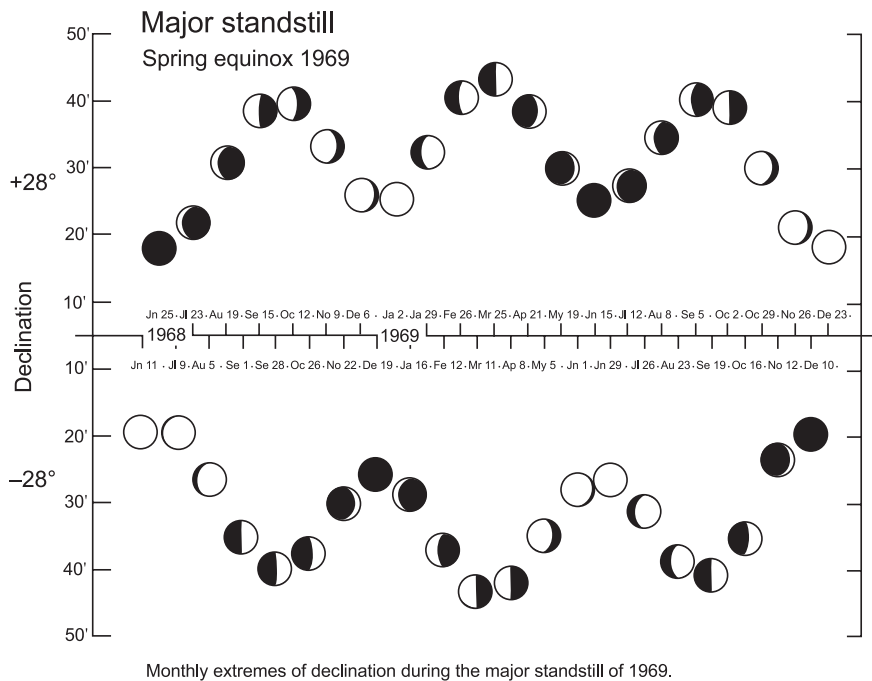 Major standstill
Spring equinox 1969
50'
40'
30'
+28°
20'
10'
Jn 25 · Jl 23 · Au 19 · Se 15 · Oc 12 · No 9 · De 6 · Ja 2 · Ja 29 · Fe 26 · Mr 25 · Ap 21 · My 19 · Jn 15 · Jl 12 · Au 8 · Se 5 · Oc 2 · Oc 29 · No 26 · De 23 ·
1968 1969
Declination
Jn 11 · Jl 9 · Au 5 · Se 1 · Se 28 · Oc 26 · No 22 · De 19 · Ja 16 · Fe 12 · Mr 11 · Ap 8 · My 5 · Jn 1 · Jn 29 · Jl 26 · Au 23 · Se 19 · Oc 16 · No 12 · De 10 ·
10'
20'
–28°
30'
40'
50'
Monthly extremes of declination during the major standstill of 1969.